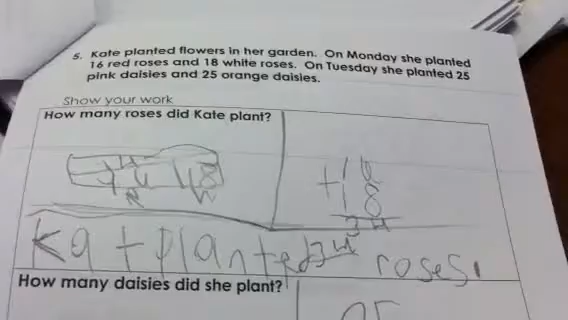 5. Kate planted flowers in her garden. On Monday she planted
16 red roses and 18 white roses. On Tuesday she planted 25
pink daisies and 25 orange daisies.
Show your work
How many roses did Kate plant?
34
16 18
R W
16
+18
34
Kat planted 34 roses.
How many daisies did she plant?